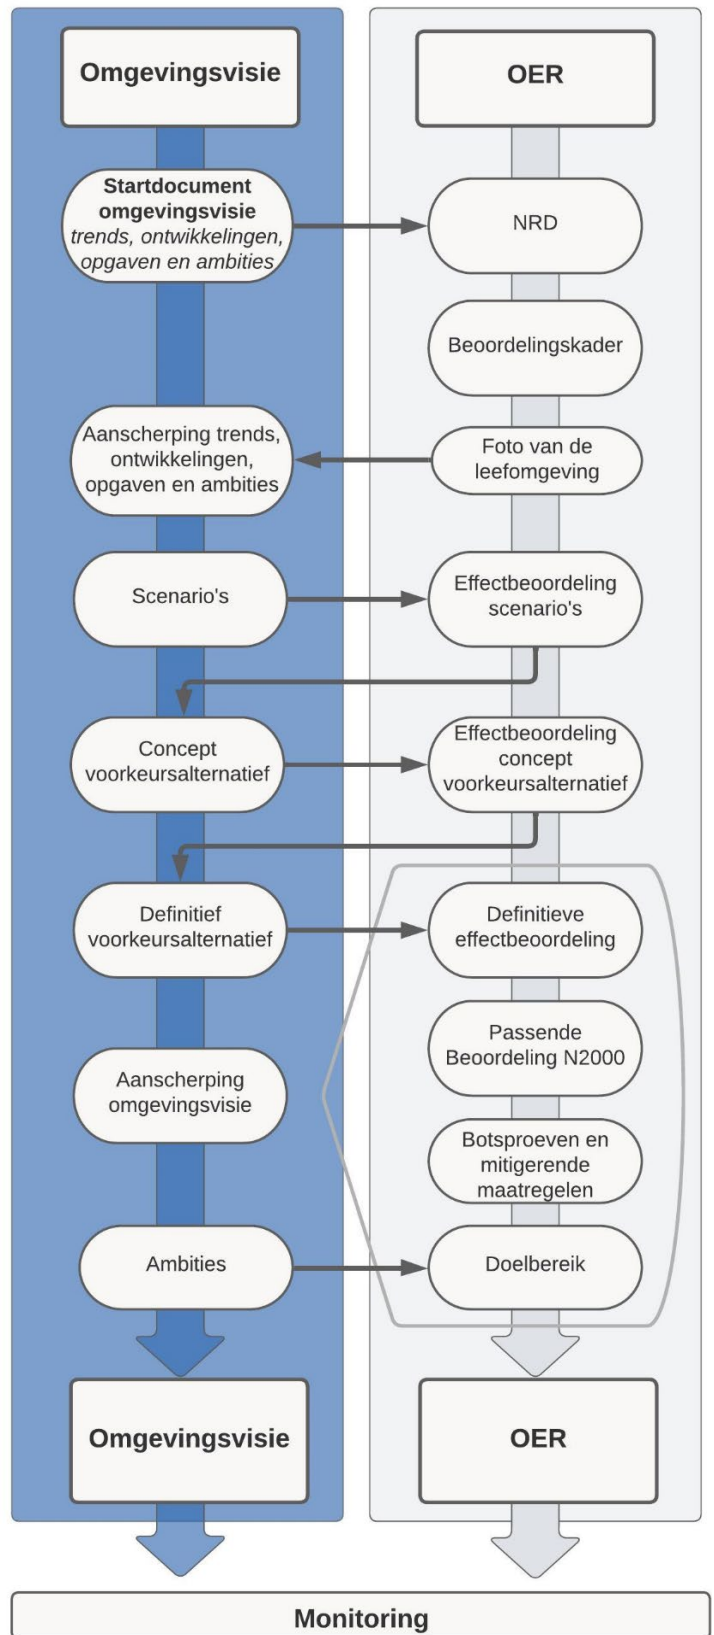 Omgevingsvisie
OER
Startdocument
omgevingsvisie
trends, ontwikkelingen,
opgaven en ambities
NRD
Beoordelingskader
Aanscherping trends,
ontwikkelingen,
opgaven en ambities
Foto van de
leefomgeving
Scenario's
Effectbeoordeling
scenario's
Concept
voorkeursalternatief
Effectbeoordeling
concept
voorkeursalternatief
Definitief
voorkeursalternatief
Definitieve
effectbeoordeling
Passende
Beoordeling N2000
Aanscherping
omgevingsvisie
Botsproeven en
mitigerende
maatregelen
Ambities
Doelbereik
Omgevingsvisie
OER
Monitoring